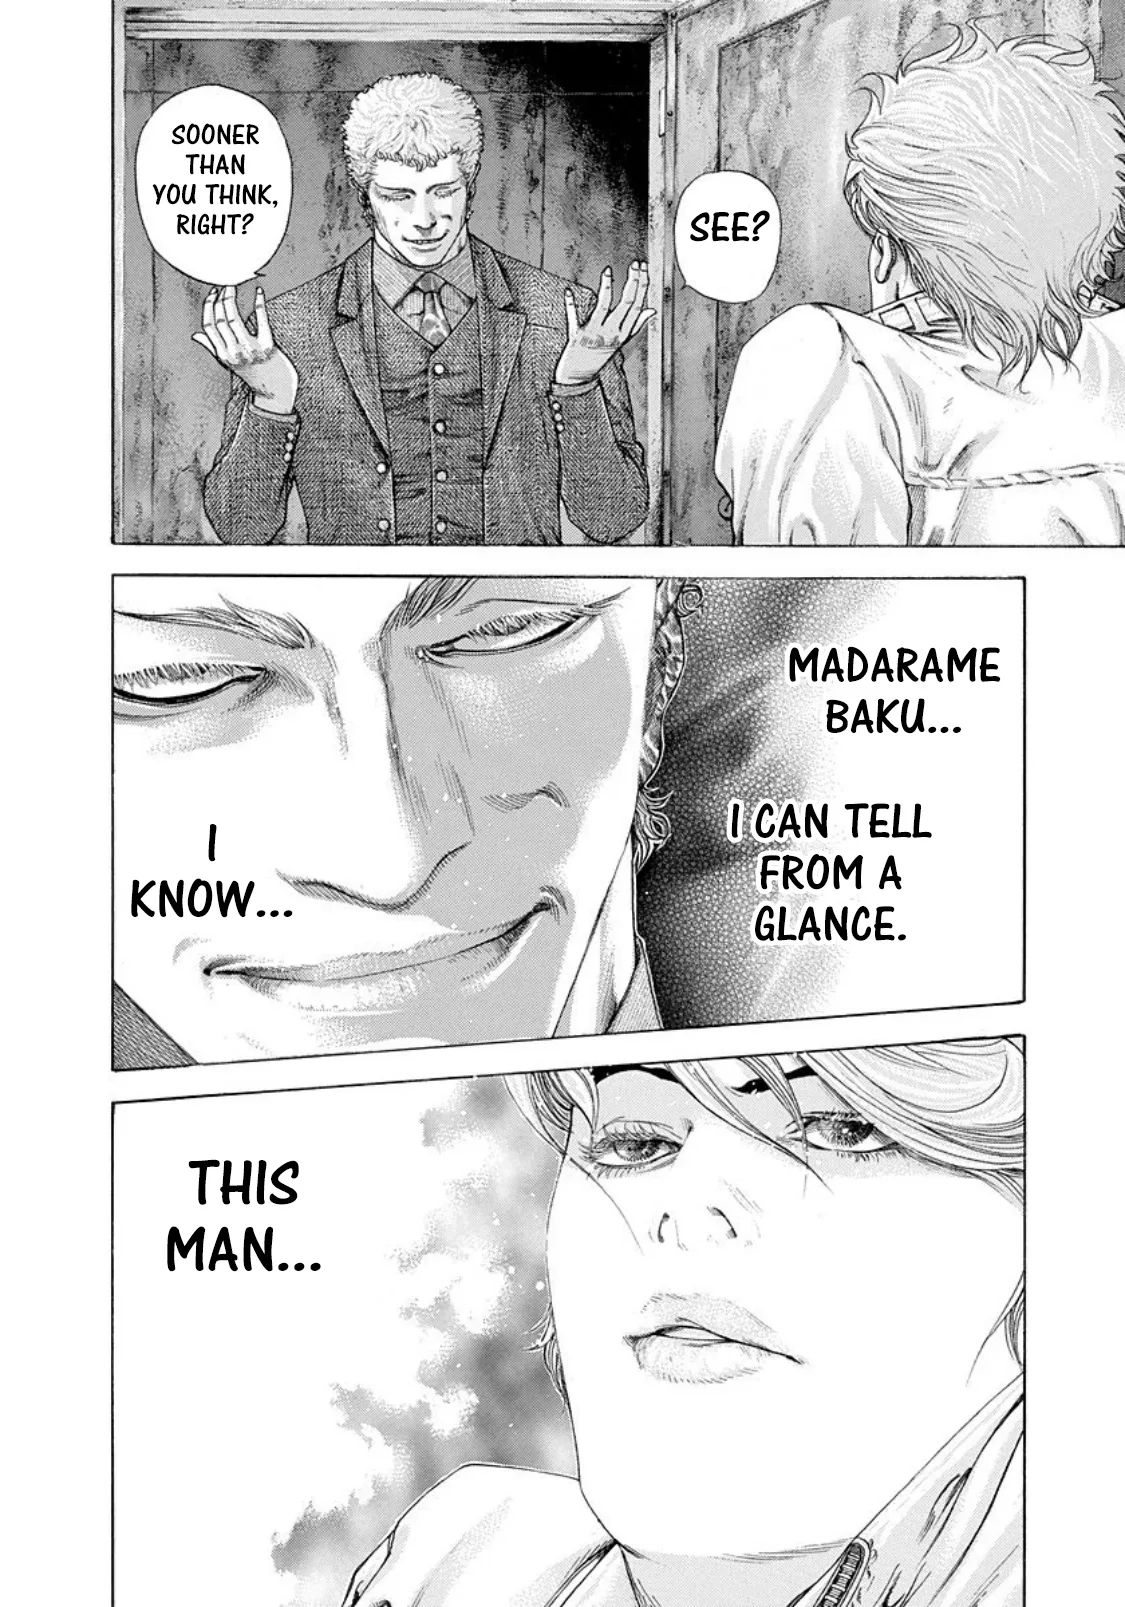 SEE?
SOONER
THAN
YOU THINK,
RIGHT?
MADARAME
BAKU...
I CAN TELL
FROM A
GLANCE.
I
KNOW...
THIS
MAN...